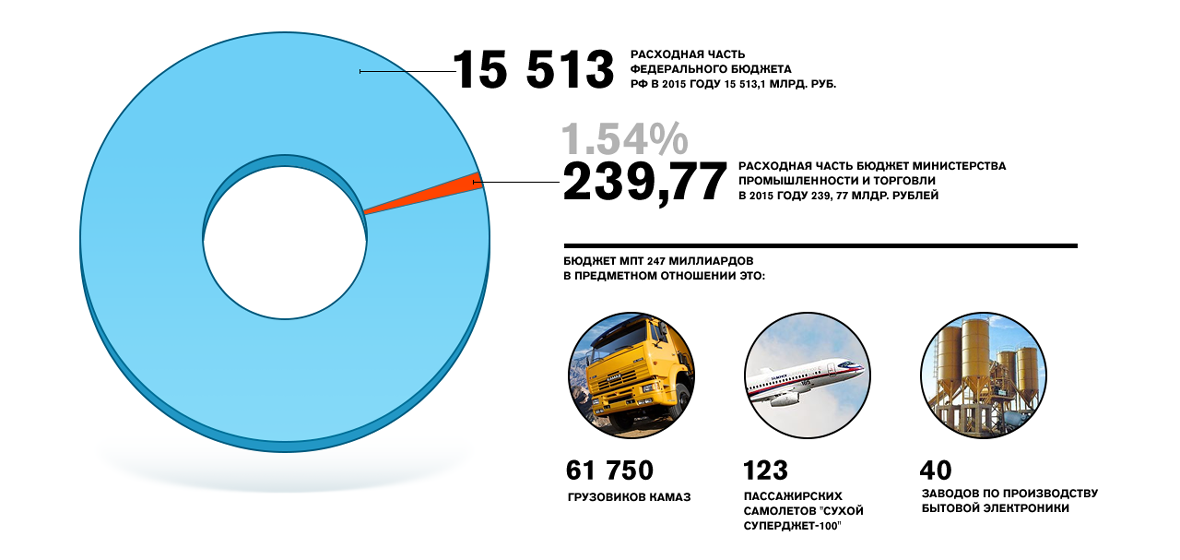 15 513
РАСХОДНАЯ ЧАСТЬ
ФЕДЕРАЛЬНОГО БЮДЖЕТА
РФ В 2015 ГОДУ 15 513,1 МЛРД. РУБ.
1.54%
239,77
РАСХОДНАЯ ЧАСТЬ БЮДЖЕТ МИНИСТЕРСТВА
ПРОМЫШЛЕННОСТИ И ТОРГОВЛИ
В 2015 ГОДУ 239, 77 МЛДР. РУБЛЕЙ
БЮДЖЕТ МПТ 247 МИЛЛИАРДОВ
В ПРЕДМЕТНОМ ОТНОШЕНИИ ЭТО:
61 750
ГРУЗОВИКОВ КАМАЗ
123
ПАССАЖИРСКИХ
САМОЛЕТОВ "СУХОЙ
СУПЕРДЖЕТ-100"
40
ЗАВОДОВ ПО ПРОИЗВОДСТВУ
БЫТОВОЙ ЭЛЕКТРОНИКИ